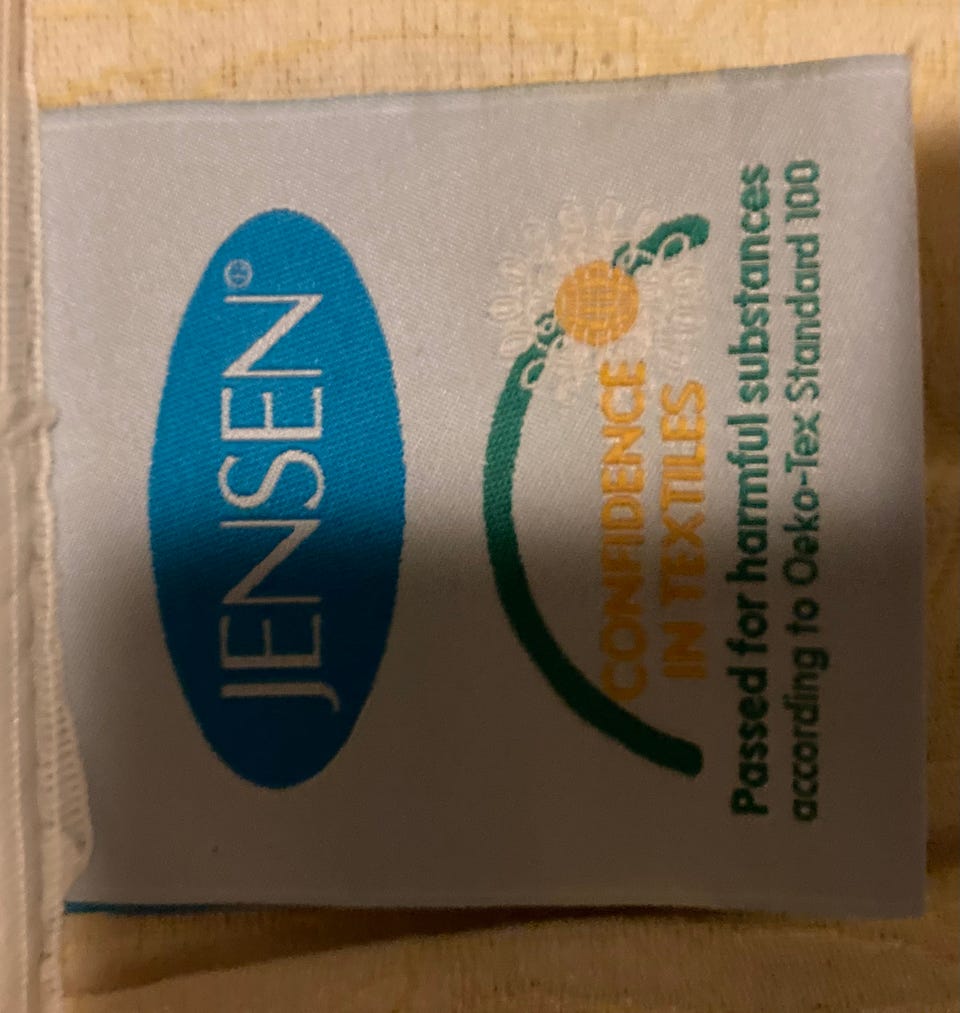 JENSEN®
CONFIDENCE
IN TEXTILES
Passed for harmful substances
according to Oeko-Tex Standard 100